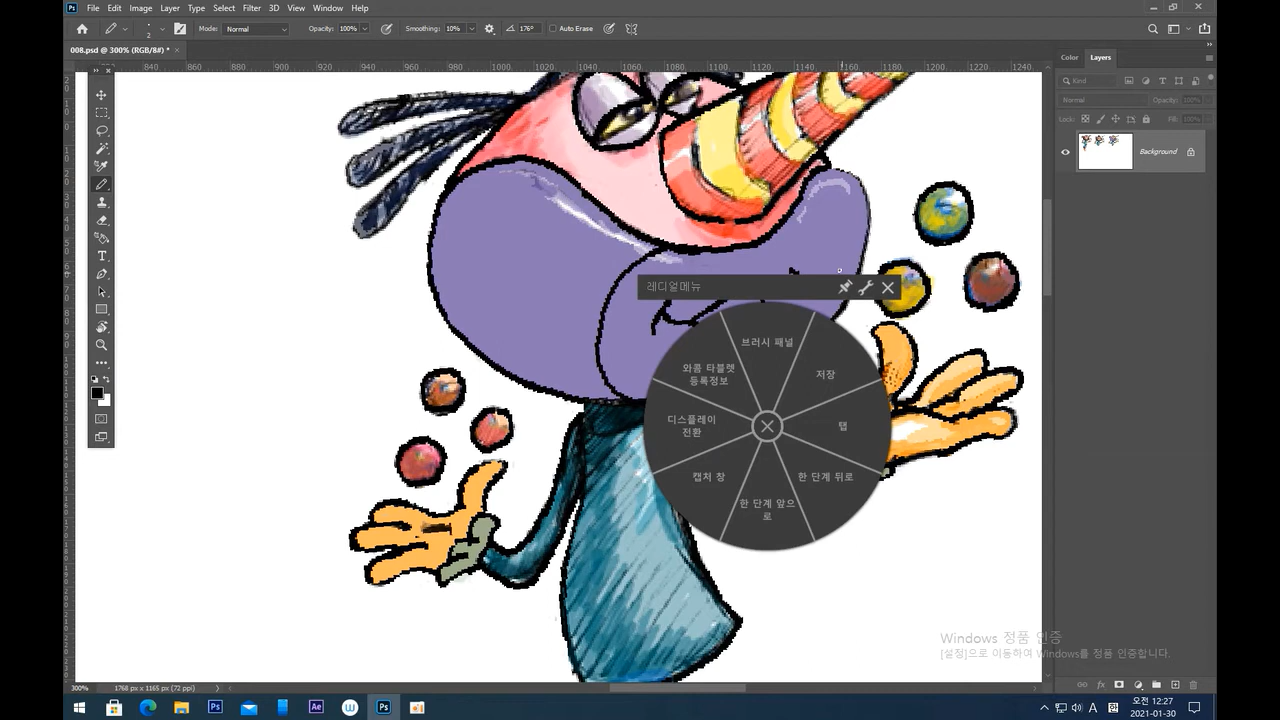 File Edit Image Layer Type Select Filter 3D View Window Help
2 Mode: Normal Opacity: 100% Smoothing: 10% 176° Auto Erase
008.psd @ 300% (RGB/8#) * ×
840 860 880 900 920 940 960 980 1000 1020 1040 1060 1080 1100 1120 1140 1160 1180 1200 1220 1240
Color Layers
Kind
Normal Opacity: 100%
Lock: Fill: 100%
Background
래디얼메뉴
브러시 패널
와콤 타블렛
등록정보
저장
디스플레이
전환
탭
캡처 창
한 단계 뒤로
한 단계 앞으
로
Windows 정품 인증
[설정]으로 이동하여 Windows를 정품 인증합니다.
300% 1768 px x 1165 px (72 ppi)
오전 12:27
2021-01-30